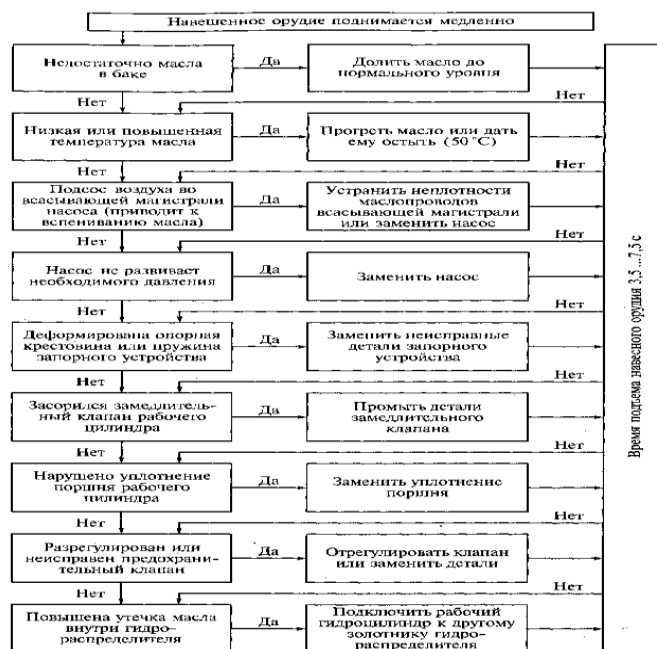 Навешенное орудие поднимается медленно
Недостаточно масла
в баке
Да
Долить масло до
нормального уровня
Нет
Нет
Низкая или повышенная
температура масла
Да
Прогреть масло или дать
ему остыть (50 °С)
Нет
Нет
Подсос воздуха во
всасывающей магистрали
насоса (приводит к
вспениванию масла)
Да
Устранить неплотности
маслопроводов
всасывающей магистрали
или заменить насос
Нет
Нет
Насос не развивает
необходимого давления
Да
Заменить насос
Нет
Нет
Деформирована опорная
крестовина или пружина
запорного устройства
Да
Заменить неисправные
детали запорного
устройства
Нет
Нет
Засорился замедлитель-
ный клапан рабочего
цилиндра
Да
Промыть детали
замедлительного
клапана
Нет
Нет
Нарушено уплотнение
поршня рабочего
цилиндра
Да
Заменить уплотнение
поршня
Нет
Нет
Разрегулирован или
неисправен предохрани-
тельный клапан
Да
Отрегулировать клапан
или заменить детали
Нет
Нет
Повышена утечка масла
внутри гидро-
распределителя
Да
Подключить рабочий
гидроцилиндр к другому
золотнику гидро-
распределителя
Время подъема навесного орудия 3,5 ...7,5 с